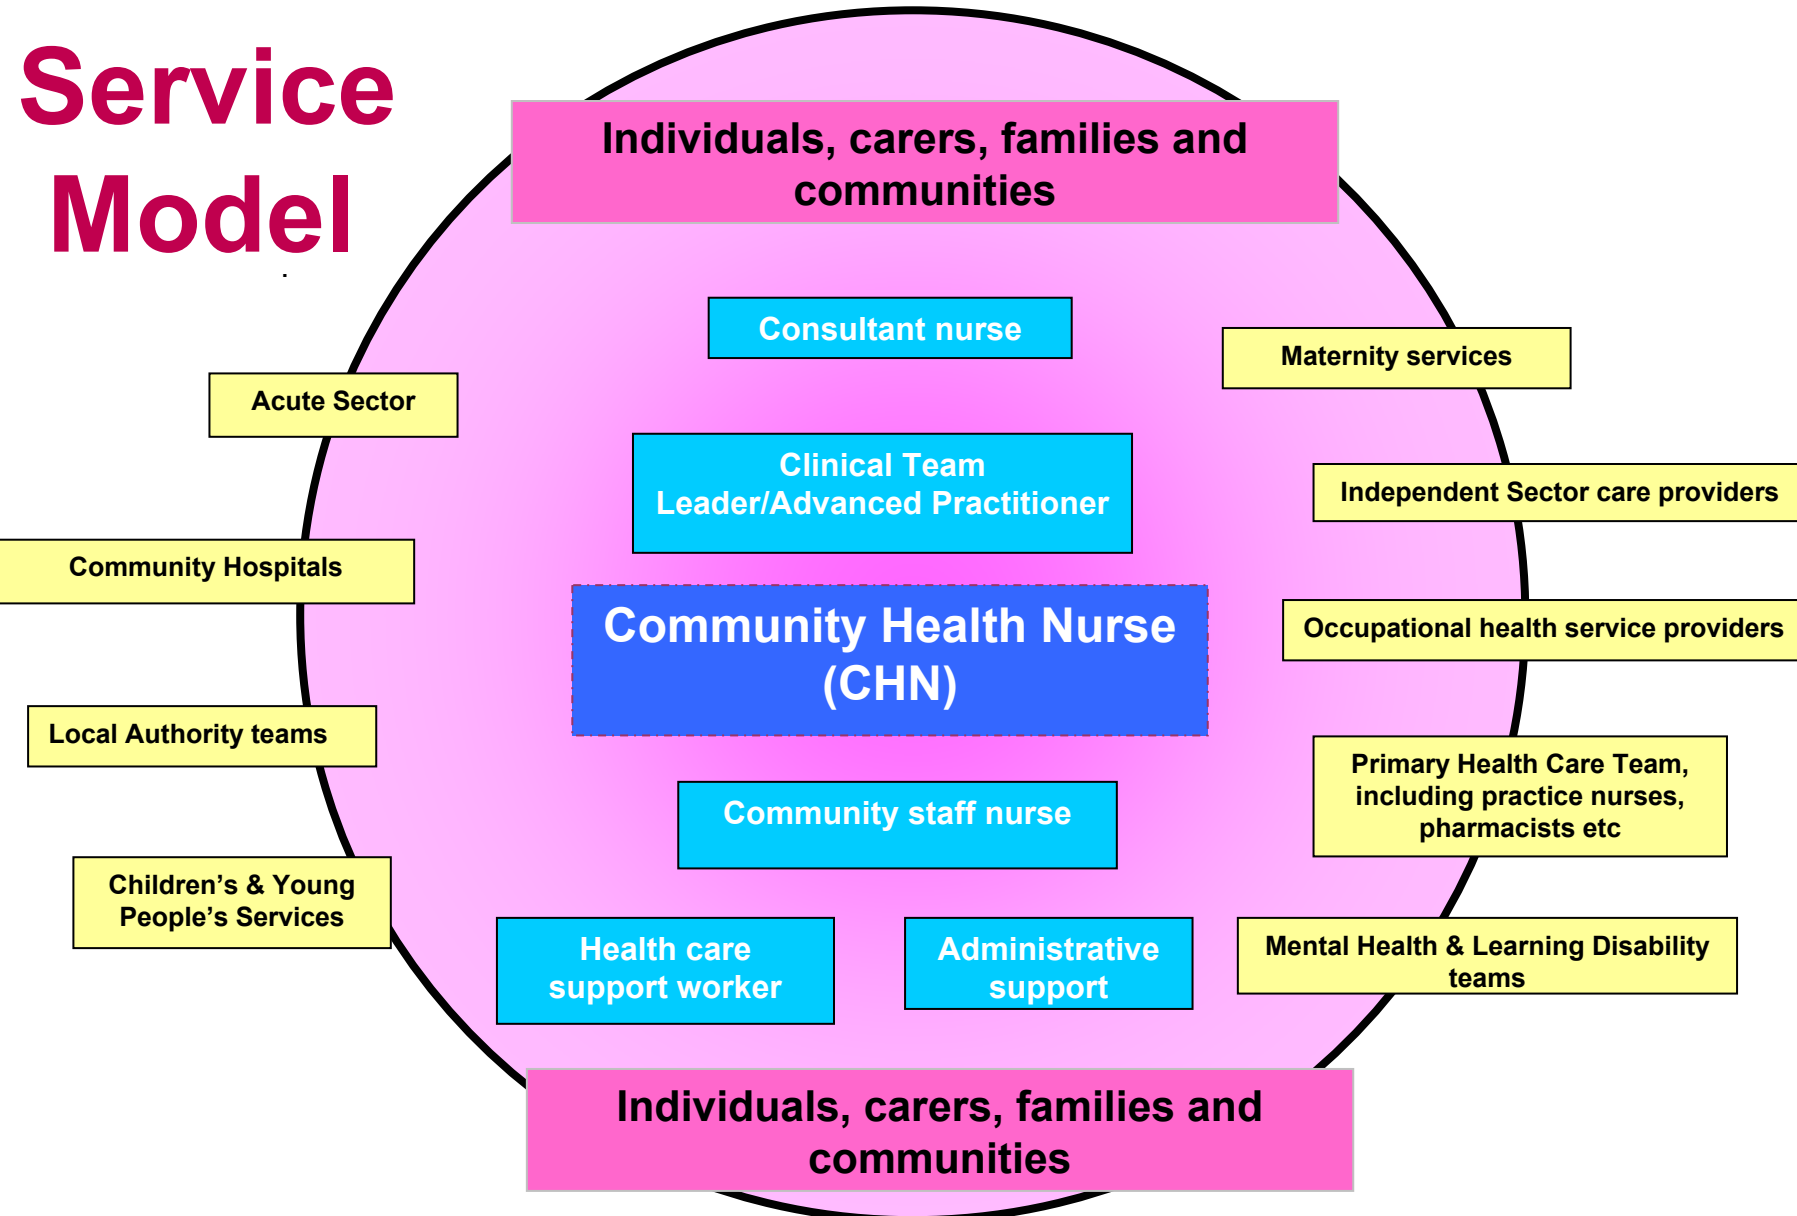 Service
Model
.
Individuals, carers, families and
communities
Consultant nurse
Maternity services
Acute Sector
Clinical Team
Leader/Advanced Practitioner
Independent Sector care providers
Community Hospitals
Community Health Nurse
(CHN)
Occupational health service providers
Local Authority teams
Primary Health Care Team,
including practice nurses,
pharmacists etc
Community staff nurse
Children’s & Young
People’s Services
Health care
support worker
Administrative
support
Mental Health & Learning Disability
teams
Individuals, carers, families and
communities